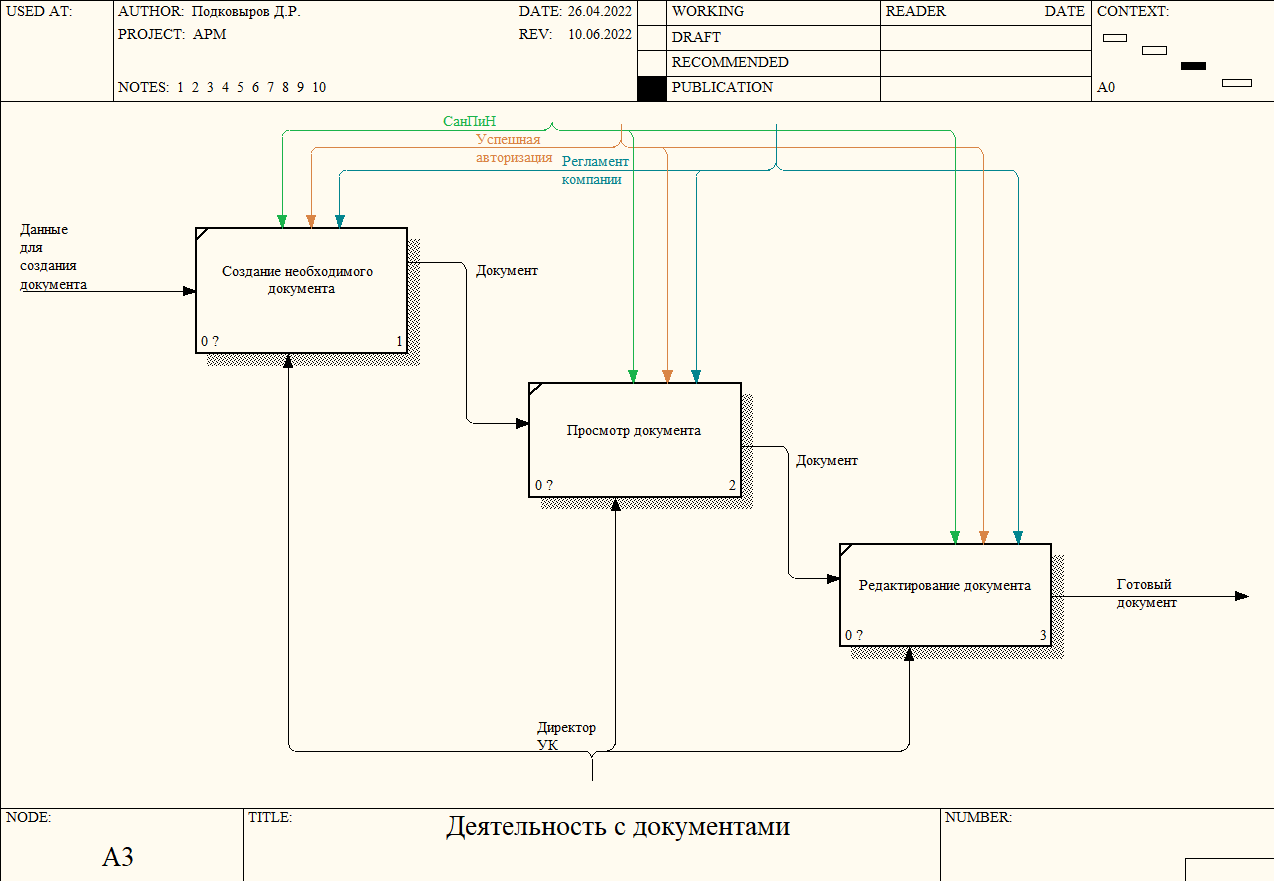 USED AT:
AUTHOR: Подковыров Д.Р.
DATE: 26.04.2022
PROJECT: АРМ
REV: 10.06.2022
NOTES: 1 2 3 4 5 6 7 8 9 10
WORKING
DRAFT
RECOMMENDED
PUBLICATION
READER DATE
CONTEXT:
A0
СанПиН
Успешная
авторизация
Регламент
компании
Данные
для
создания
документа
Создание необходимого
документа
0 ? 1
Документ
Просмотр документа
0 ? 2
Документ
Редактирование документа
0 ? 3
Готовый
документ
Директор
УК
NODE:
A3
TITLE:
Деятельность с документами
NUMBER: